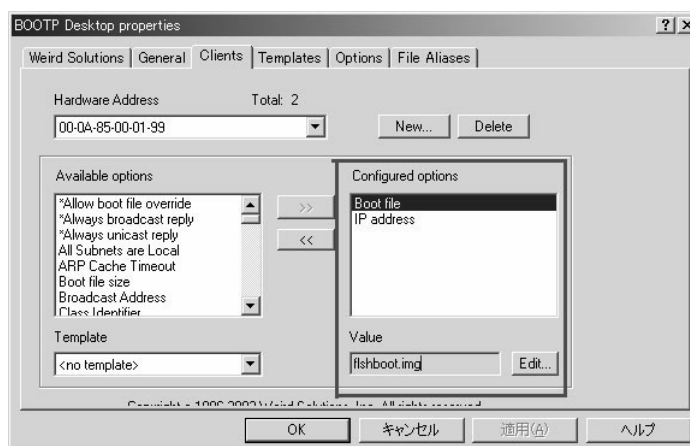 BOOTP Desktop properties
Weird Solutions General Clients Templates Options File Aliases
Hardware Address Total: 2
00-0A-85-00-01-99 New... Delete
Available options
*Allow boot file override
*Always broadcast reply
*Always unicast reply
All Subnets are Local
ARP Cache Timeout
Boot file size
Broadcast Address
Class Identifier
>>
<<
Configured options
Boot file
IP address
Template
<no template>
Value
flshboot.img Edit...
OK キャンセル 適用(A) ヘルプ